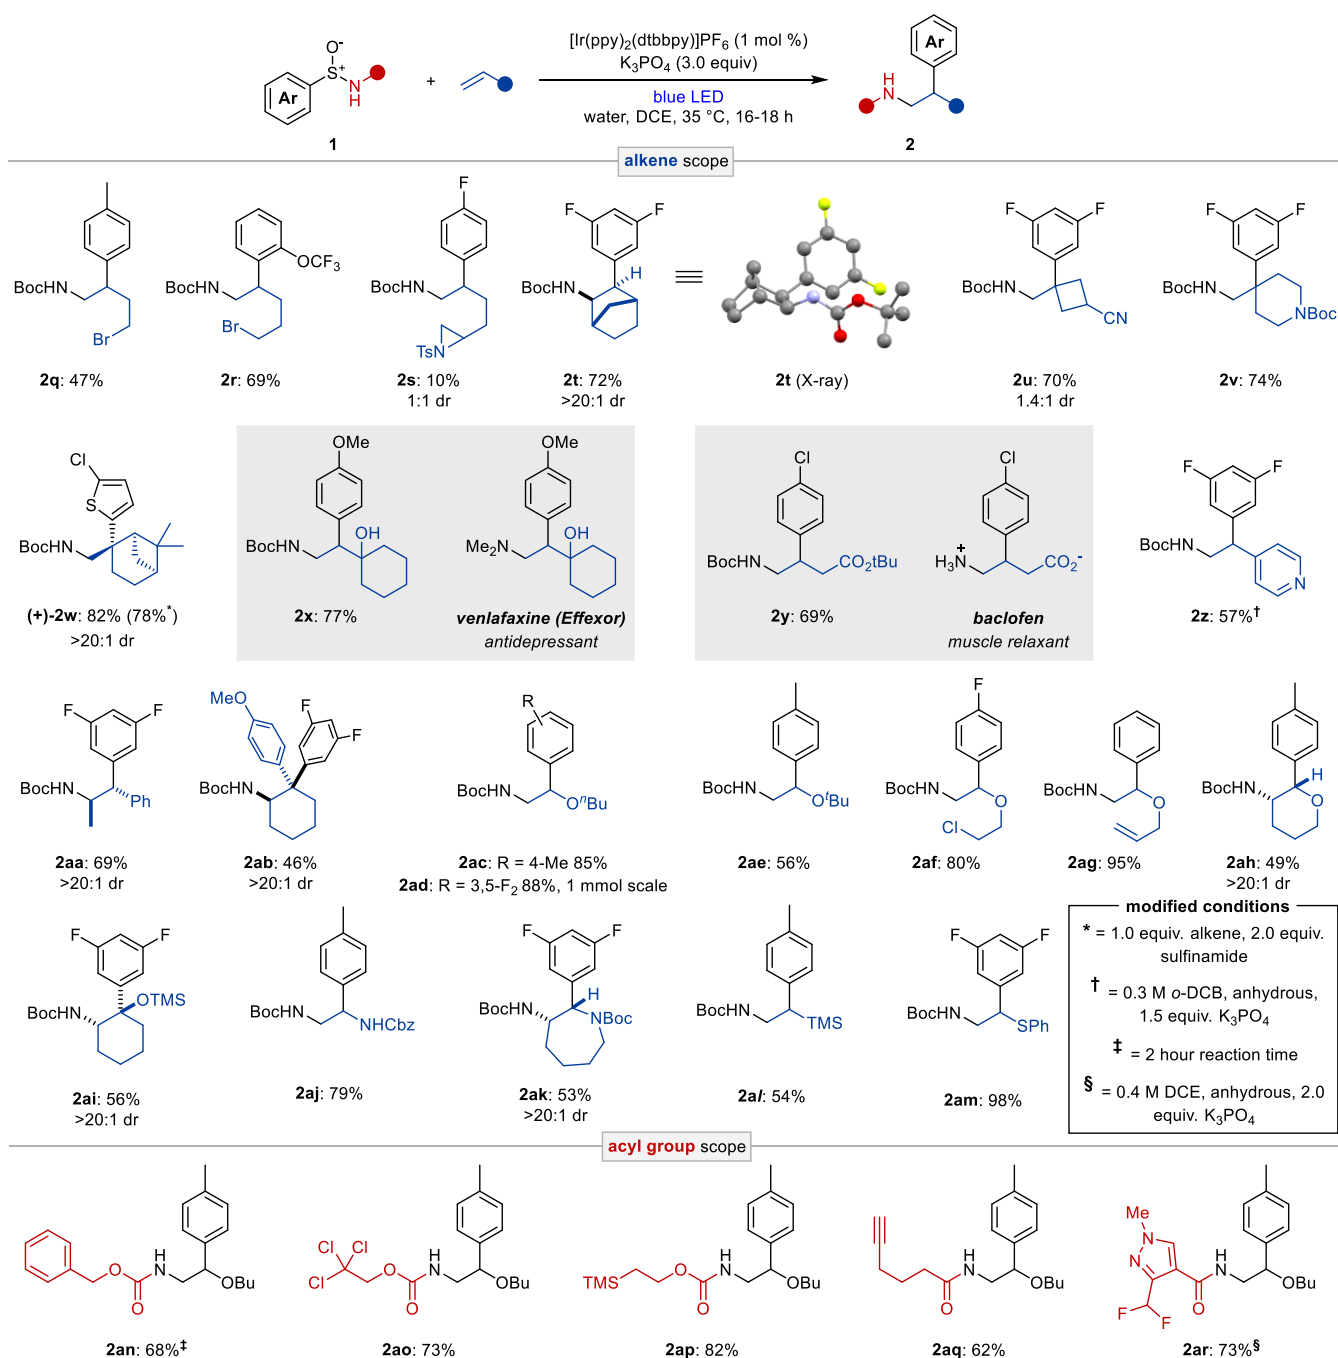 O⁻
S⁺
NH
Ar
1
+
[Ir(ppy)₂(dtbbpy)]PF₆ (1 mol %)
K₃PO₄ (3.0 equiv)
blue LED
water, DCE, 35 °C, 16-18 h
Ar
H
N
2
alkene scope
BocHN
Br
2q: 47%
OCF₃
BocHN
Br
2r: 69%
F
BocHN
TsN
2s: 10%
1:1 dr
F F
H
BocHN
2t: 72%
>20:1 dr
2t (X-ray)
F F
BocHN
CN
2u: 70%
1.4:1 dr
F F
BocHN
NBoc
2v: 74%
Cl
S
BocHN
(+)-2w: 82% (78%*)
>20:1 dr
OMe
OH
BocHN
2x: 77%
OMe
OH
Me₂N
venlafaxine (Effexor)
antidepressant
Cl
BocHN
CO₂tBu
2y: 69%
Cl
H₃N⁺
CO₂⁻
baclofen
muscle relaxant
F F
BocHN
N
2z: 57%†
F F
BocHN
Ph
2aa: 69%
>20:1 dr
MeO
F
F
BocHN
2ab: 46%
>20:1 dr
R
BocHN
OⁿBu
2ac: R = 4-Me 85%
2ad: R = 3,5-F₂ 88%, 1 mmol scale
BocHN
OᵗBu
2ae: 56%
F
BocHN
O
Cl
2af: 80%
BocHN
O
2ag: 95%
H
BocHN
O
2ah: 49%
>20:1 dr
F F
OTMS
BocHN
2ai: 56%
>20:1 dr
BocHN
NHCbz
2aj: 79%
F F
H
BocHN
NBoc
2ak: 53%
>20:1 dr
BocHN
TMS
2al: 54%
F F
BocHN
SPh
2am: 98%
modified conditions
* = 1.0 equiv. alkene, 2.0 equiv.
sulfinamide
† = 0.3 M o-DCB, anhydrous,
1.5 equiv. K₃PO₄
‡ = 2 hour reaction time
§ = 0.4 M DCE, anhydrous, 2.0
equiv. K₃PO₄
acyl group scope
H
O N
O
OBu
2an: 68%‡
Cl Cl
Cl
H
O N
O
OBu
2ao: 73%
TMS
H
O N
O
OBu
2ap: 82%
H
N
O
OBu
2aq: 62%
Me
N
N
H
N
O
F
F
OBu
2ar: 73%§